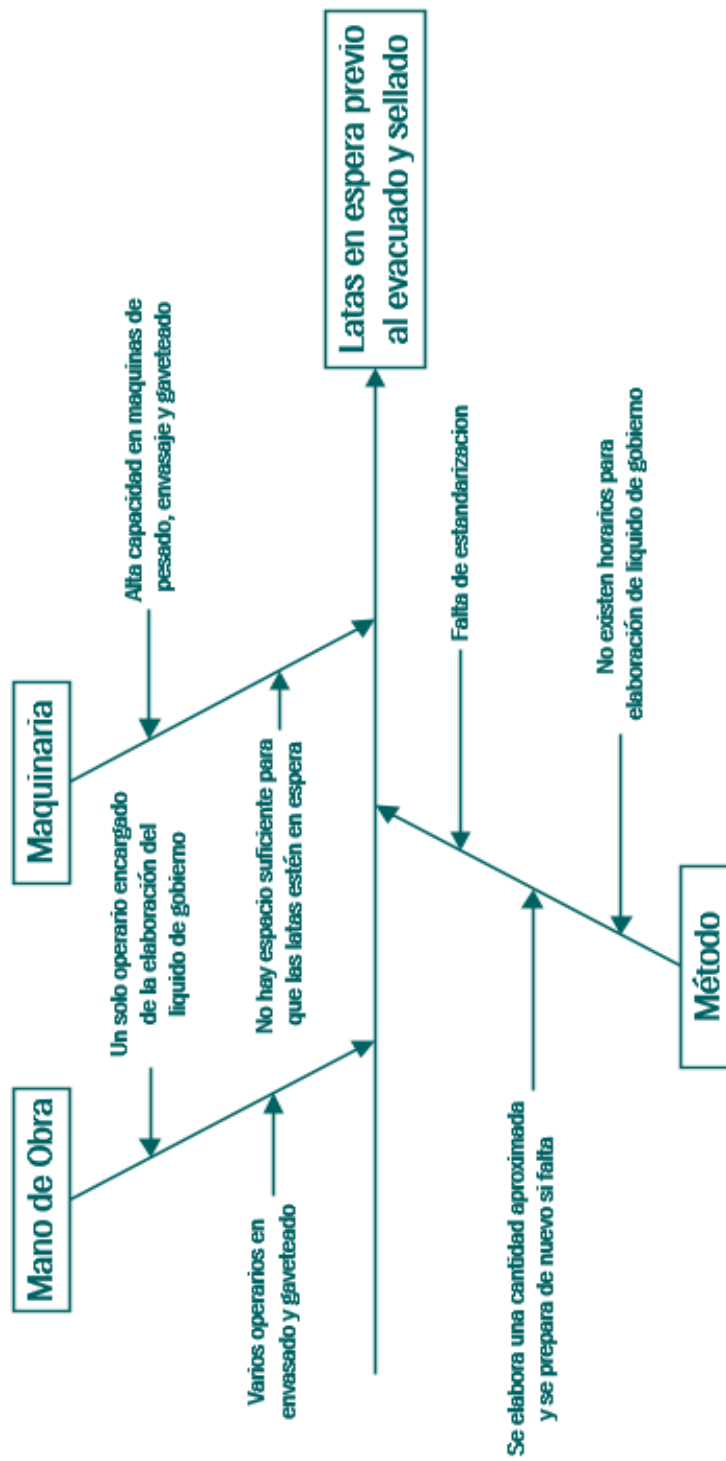 Mano de Obra
Un solo operario encargado
de la elaboración del
liquido de gobierno
Varios operarios en
envasado y gaveteado
Maquinaria
Alta capacidad en maquinas de
pesado, envasaje y gaveteado
No hay espacio suficiente para
que las latas estén en espera
Latas en espera previo
al evacuado y sellado
Falta de estandarizacion
Se elabora una cantidad aproximada
y se prepara de nuevo si falta
No existen horarios para
elaboración de liquido de gobierno
Método